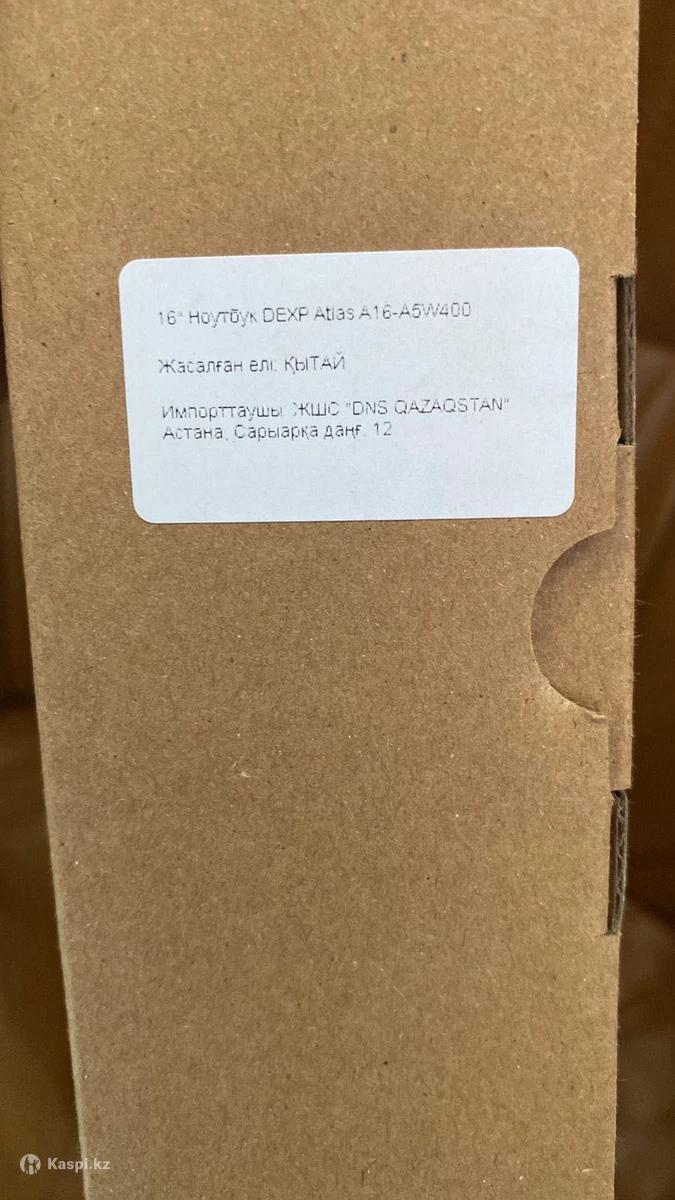 16" Ноутбук DEXP Atlas A16-A5W400
Жасалған елі: ҚЫТАЙ
Импорттаушы: ЖШС "DNS QAZAQSTAN"
Астана, Сарыарқа даңғ. 12
Kaspi.kz